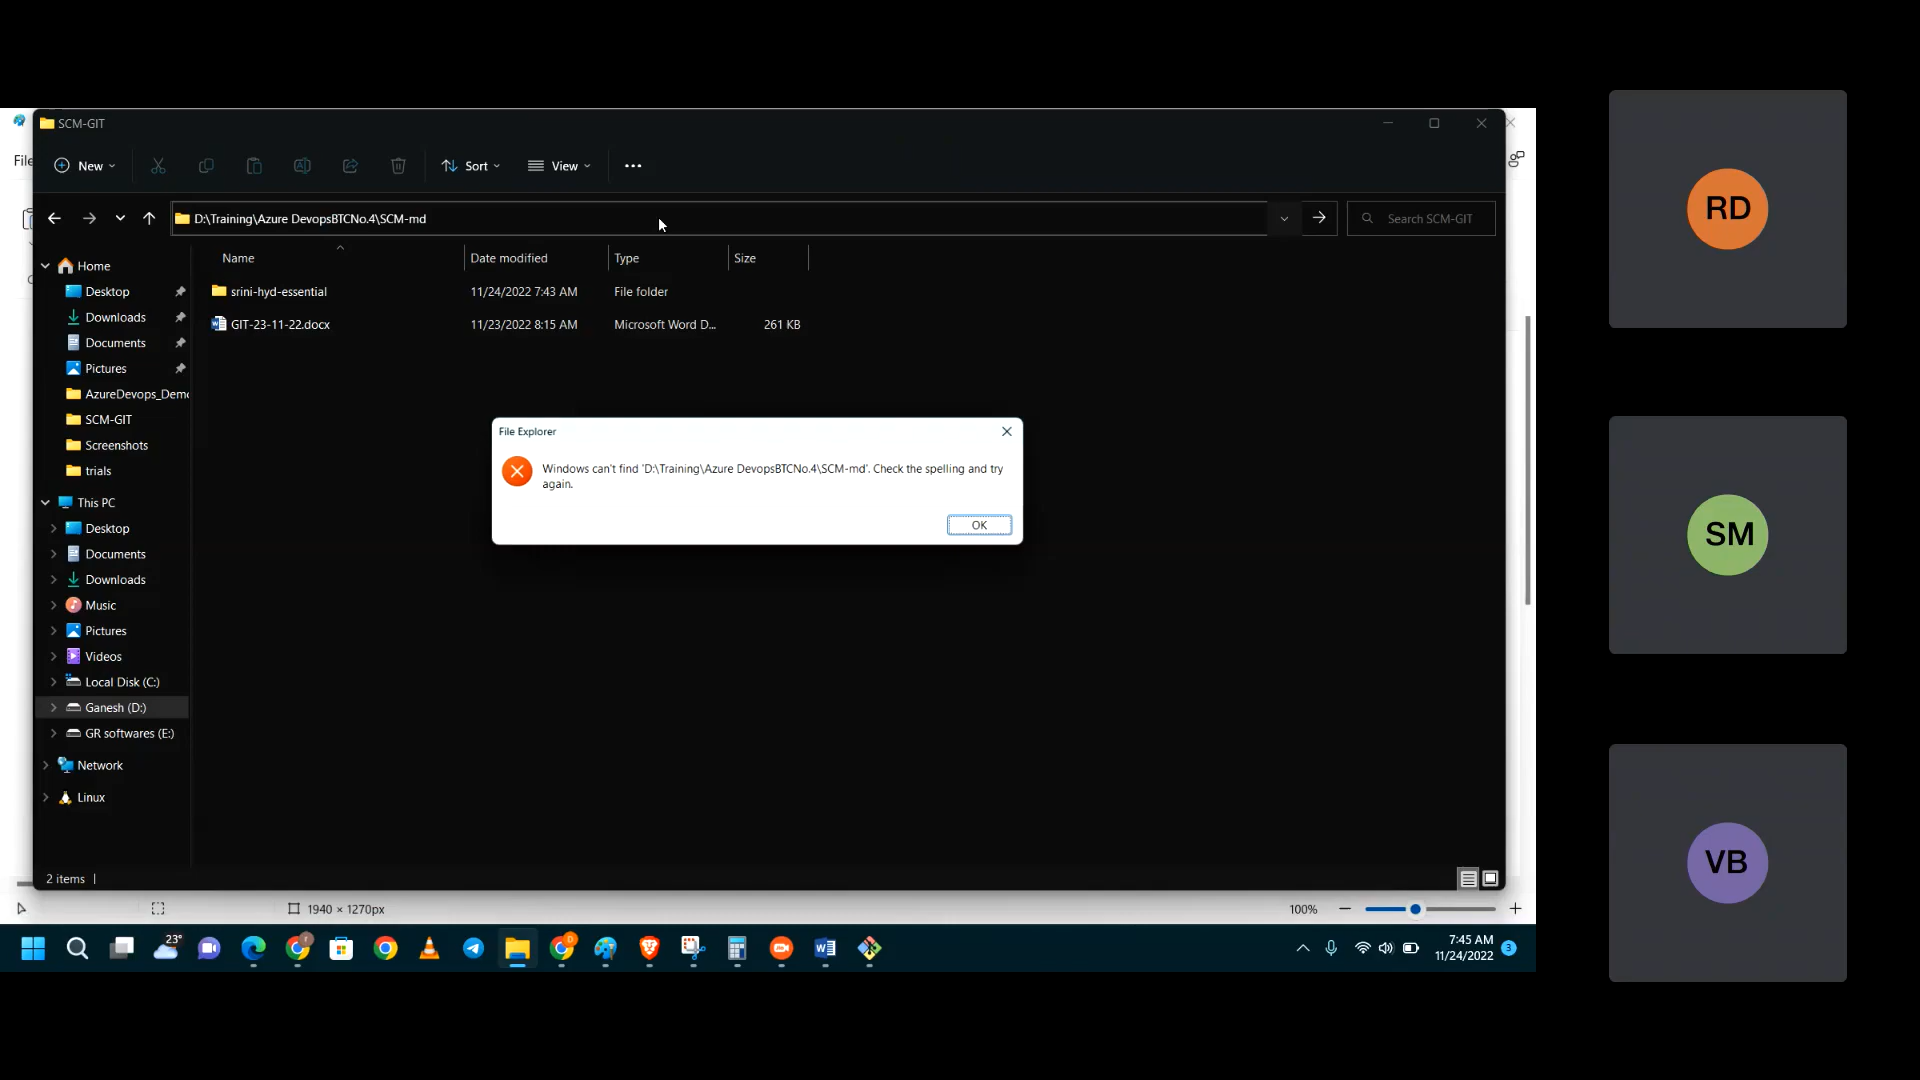 SCM-GIT
File
New
Sort
View
D:\Training\Azure DevopsBTCNo.4\SCM-md
Search SCM-GIT
Name
Date modified
Type
Size
srini-hyd-essential
11/24/2022 7:43 AM
File folder
GIT-23-11-22.docx
11/23/2022 8:15 AM
Microsoft Word D...
261 KB
Home
Desktop
Downloads
Documents
Pictures
AzureDevops_Demo
SCM-GIT
Screenshots
trials
This PC
Desktop
Documents
Downloads
Music
Pictures
Videos
Local Disk (C:)
Ganesh (D:)
GR softwares (E:)
Network
Linux
File Explorer
Windows can't find 'D:\Training\Azure DevopsBTCNo.4\SCM-md'. Check the spelling and try
again.
OK
2 items
1940 × 1270px
100%
23°
7:45 AM
11/24/2022
3
RD
SM
VB